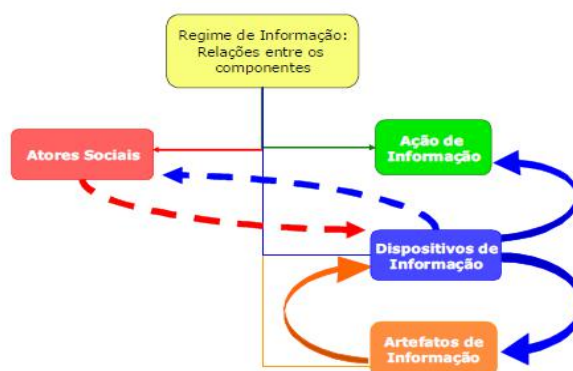 Regime de Informação:
Relações entre os
componentes
Atores Sociais
Ação de
Informação
Dispositivos de
Informação
Artefatos de
Informação